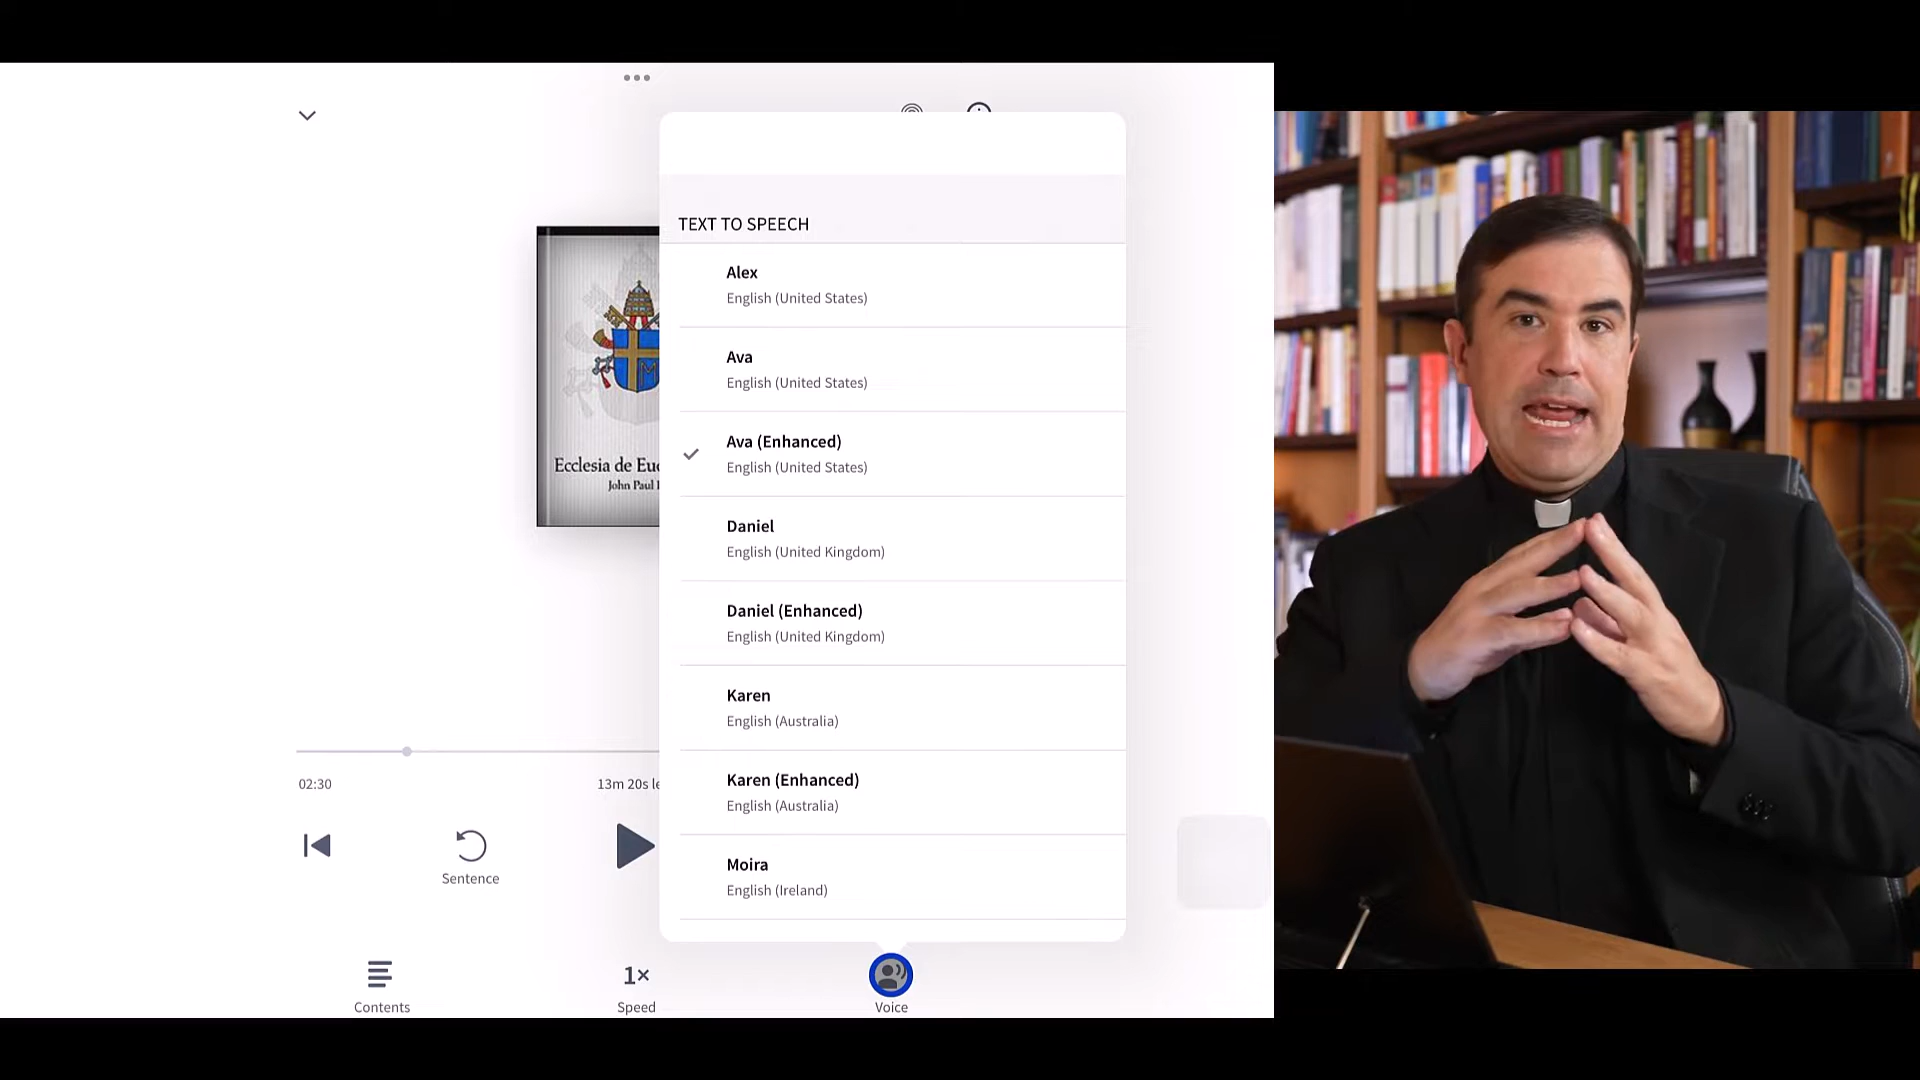 TEXT TO SPEECH
Alex
English (United States)
Ava
English (United States)
Ava (Enhanced)
English (United States)
Daniel
English (United Kingdom)
Daniel (Enhanced)
English (United Kingdom)
Karen
English (Australia)
Karen (Enhanced)
English (Australia)
Moira
English (Ireland)
Ecclesia de
John Paul
02:30
13m 20s
Sentence
Contents
1×
Speed
Voice